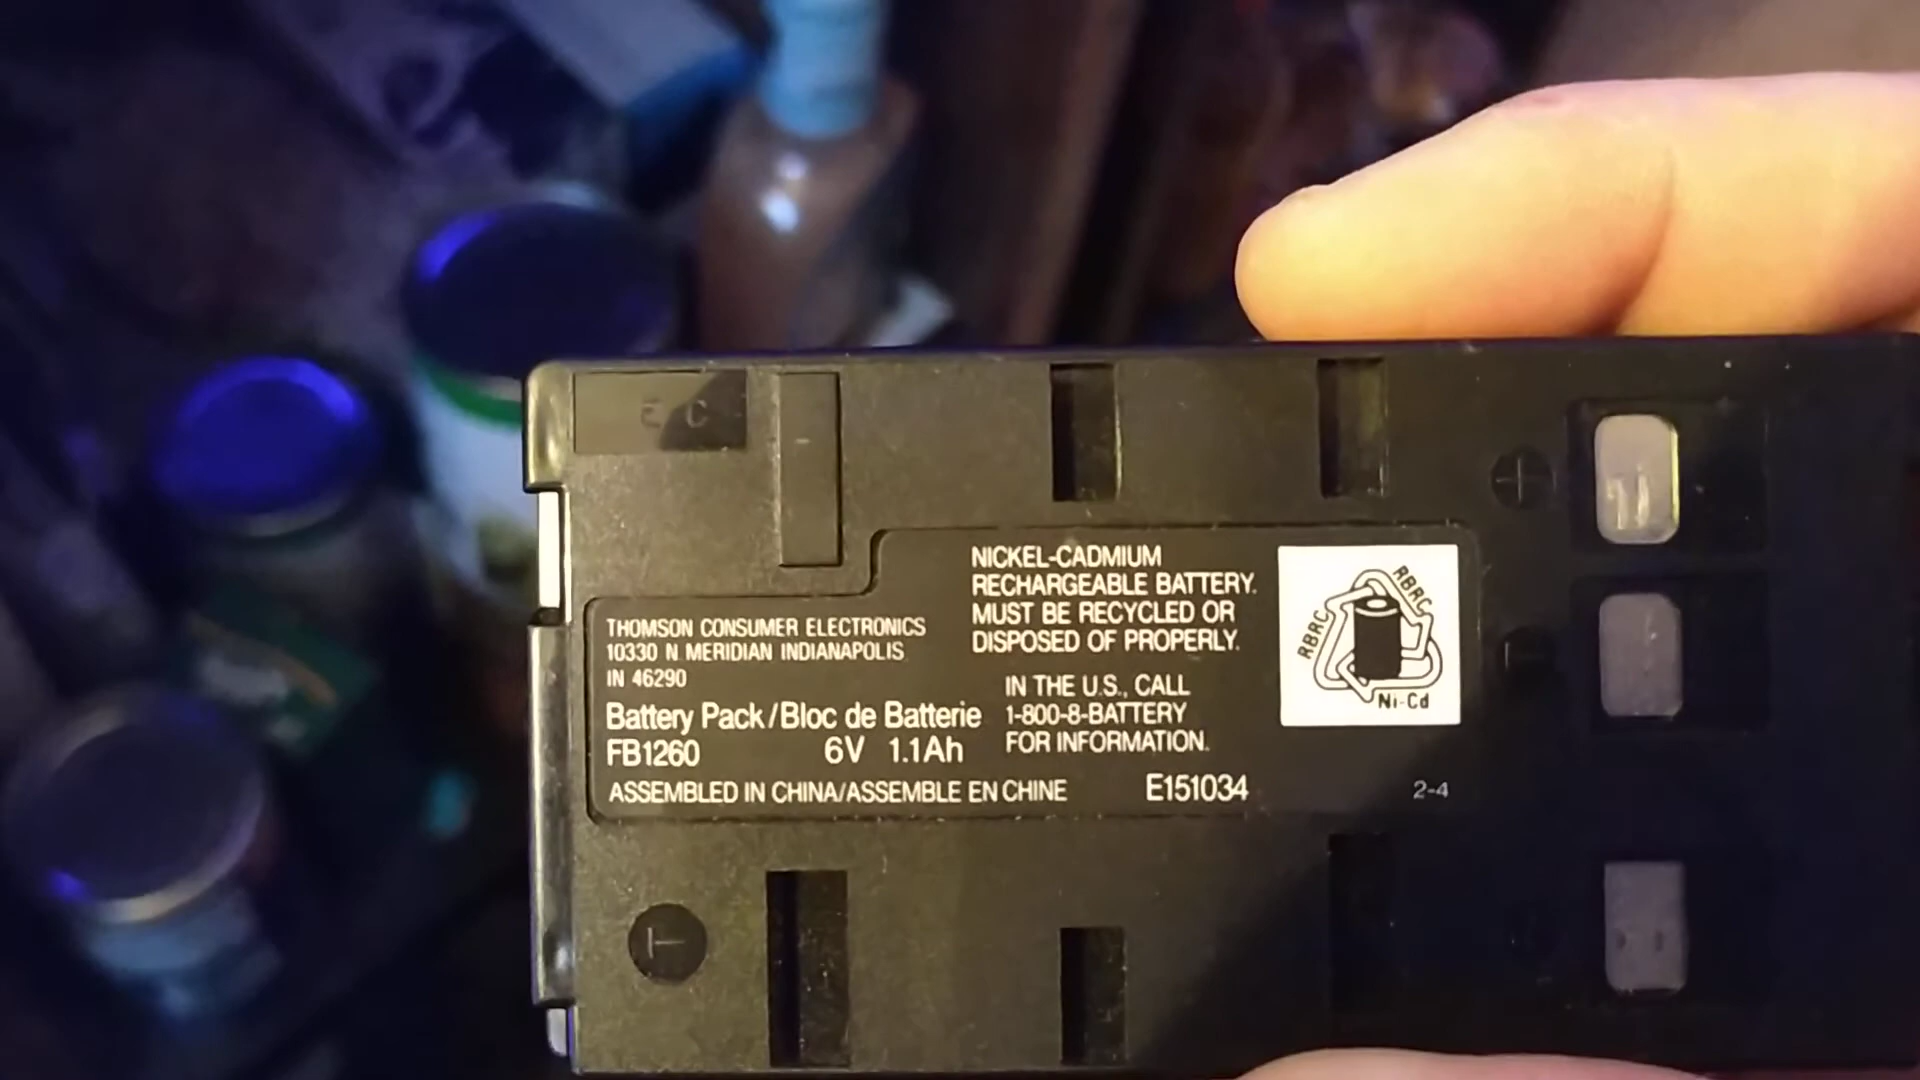 E C
THOMSON CONSUMER ELECTRONICS
10330 N. MERIDIAN INDIANAPOLIS
IN 46290
Battery Pack/Bloc de Batterie
FB1260 6V 1.1Ah
ASSEMBLED IN CHINA/ASSEMBLE EN CHINE
NICKEL-CADMIUM
RECHARGEABLE BATTERY.
MUST BE RECYCLED OR
DISPOSED OF PROPERLY.
IN THE U.S., CALL
1-800-8-BATTERY
FOR INFORMATION.
E151034
RBRC
RBRC
Ni-Cd
2-4
+
-
T